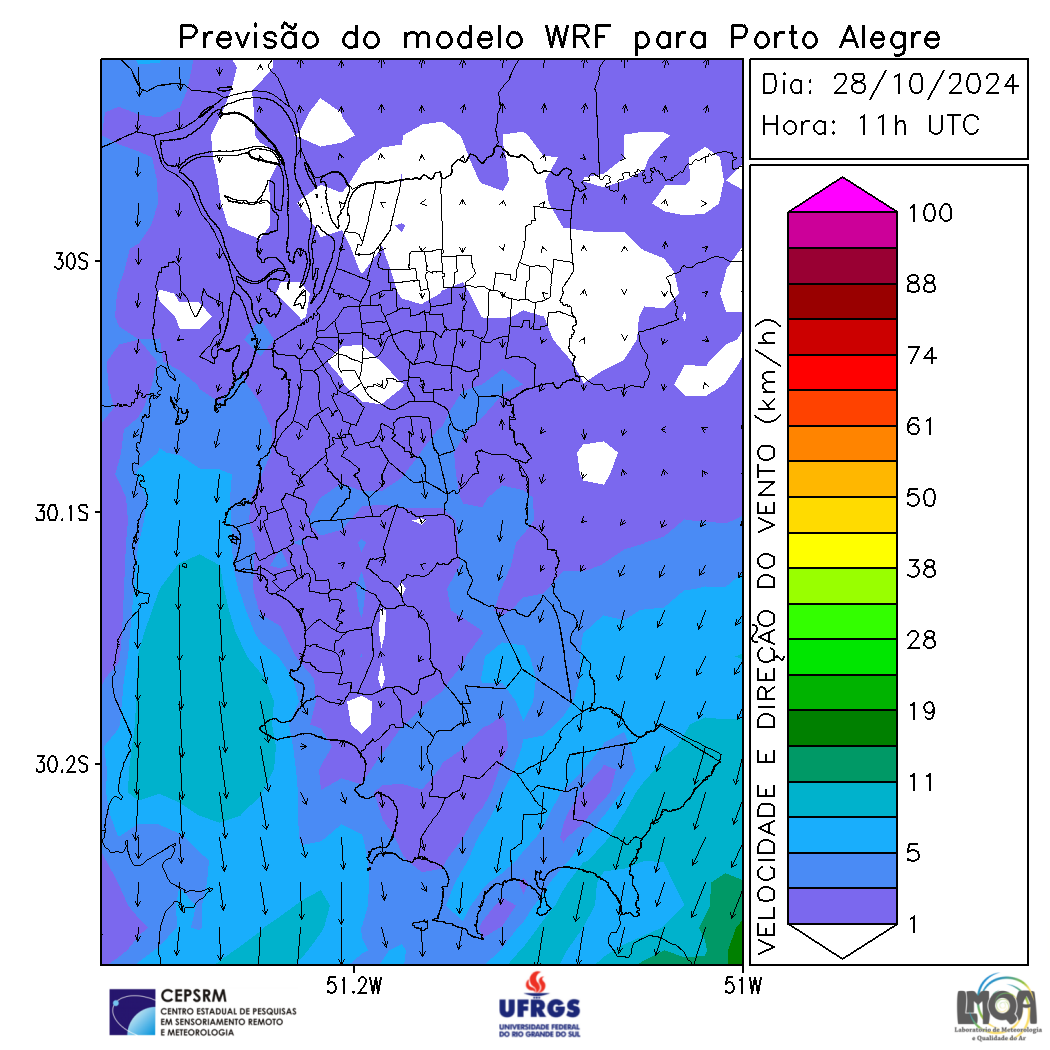 Previsão do modelo WRF para Porto Alegre
Dia: 28/10/2024
Hora: 11h UTC
30S
30.1S
30.2S
51.2W
51W
VELOCIDADE E DIREÇÃO DO VENTO (km/h)
100
88
74
61
50
38
28
19
11
5
1
CEPSRM
CENTRO ESTADUAL DE PESQUISAS
EM SENSORIAMENTO REMOTO
E METEOROLOGIA
UFRGS
UNIVERSIDADE FEDERAL
DO RIO GRANDE DO SUL
LMQA
Laboratório de Meteorologia
e Qualidade do Ar